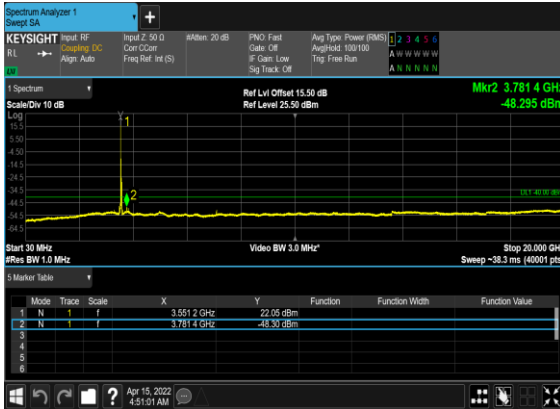 Spectrum Analyzer 1
Swept SA
+
KEYSIGHT Input: RF Input Z: 50 Ω #Atten: 20 dB PNO: Fast Avg Type: Power (RMS) 1 2 3 4 5 6
RL Coupling: DC Corr CCorr Gate: Off Avg|Hold: 100/100 A W W W W W
Align: Auto Freq Ref: Int (S) IF Gain: Low Trig: Free Run
Sig Track: Off A N N N N N
1 Spectrum
Scale/Div 10 dB Ref Lvl Offset 15.50 dB Mkr2 3.781 4 GHz
Ref Level 25.50 dBm -48.295 dBm
Log
15.5
5.50
-4.50
-14.5
-24.5
-34.5
-44.5
-54.5
-64.5
1
2
DL1 -40.00 dBm
Start 30 MHz Video BW 3.0 MHz* Stop 20.000 GH
#Res BW 1.0 MHz Sweep ~38.3 ms (40001 pts
5 Marker Table
Mode Trace Scale X Y Function Function Width Function Value
1 N 1 f 3.551 2 GHz 22.05 dBm
2 N 1 f 3.781 4 GHz -48.30 dBm
3
4
5
6
? Apr 15, 2022
4:51:01 AM